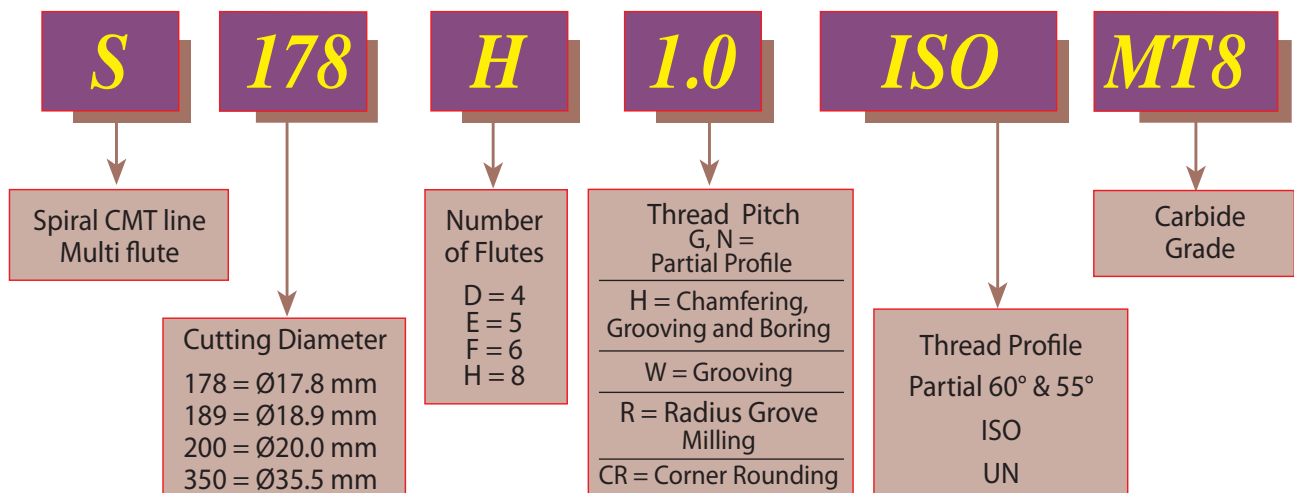 S 178 H 1.0 ISO MT8
Spiral CMT line
Multi flute
Cutting Diameter
178 = Ø17.8 mm
189 = Ø18.9 mm
200 = Ø20.0 mm
350 = Ø35.5 mm
Number
of Flutes
D = 4
E = 5
F = 6
H = 8
Thread Pitch
G, N =
Partial Profile
H = Chamfering,
Grooving and Boring
W = Grooving
R = Radius Grove
Milling
CR = Corner Rounding
Thread Profile
Partial 60° & 55°
ISO
UN
Carbide
Grade